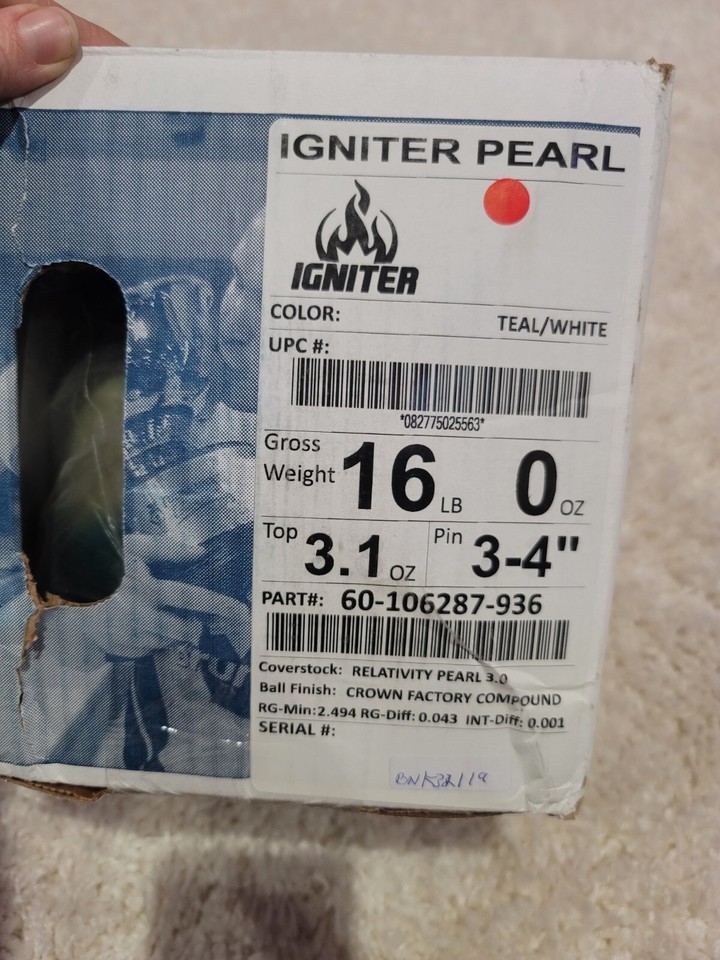 IGNITER PEARL
IGNITER
COLOR: TEAL/WHITE
UPC #:
*082775025563*
Gross Weight 16 LB 0 OZ
Top 3.1 OZ Pin 3-4"
PART#: 60-106287-936
Coverstock: RELATIVITY PEARL 3.0
Ball Finish: CROWN FACTORY COMPOUND
RG-Min:2.494 RG-Diff: 0.043 INT-Diff: 0.001
SERIAL #: